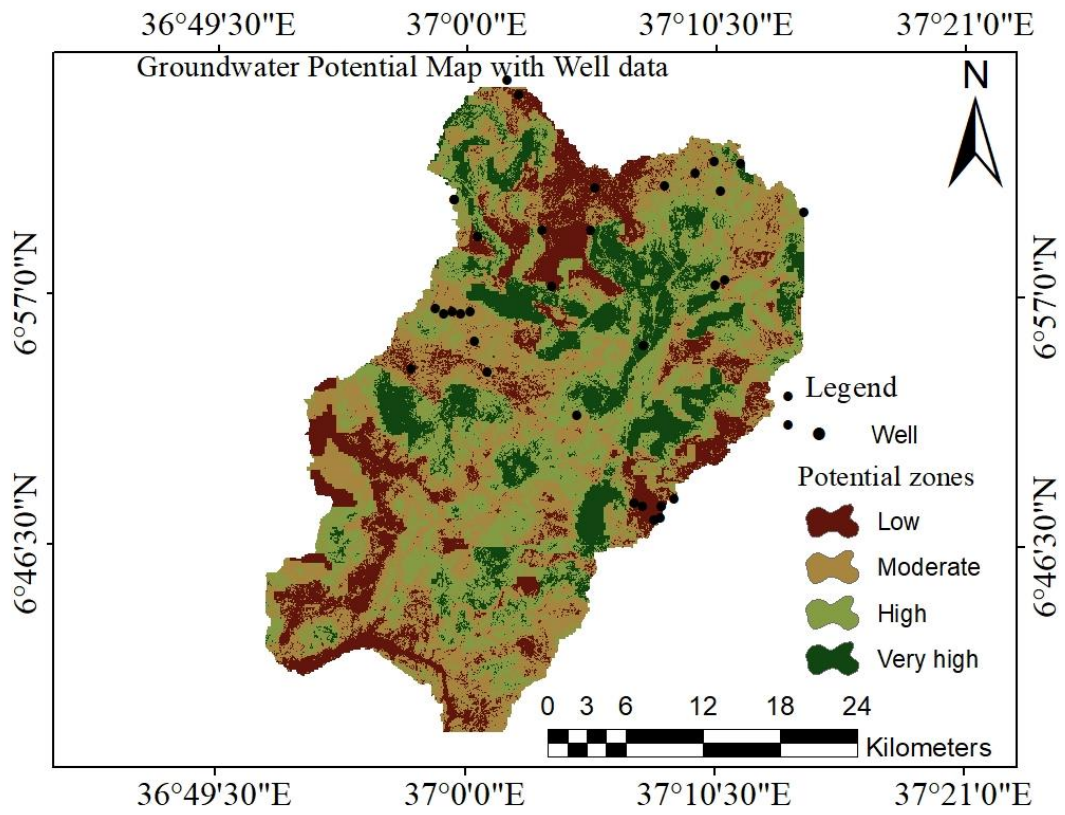 36°49'30"E 37°0'0"E 37°10'30"E 37°21'0"E
Groundwater Potential Map with Well data
N
6°57'0"N
6°57'0"N
Legend
Well
Potential zones
Low
6°46'30"N
6°46'30"N
Moderate
High
Very high
0 3 6 12 18 24
Kilometers
36°49'30"E 37°0'0"E 37°10'30"E 37°21'0"E